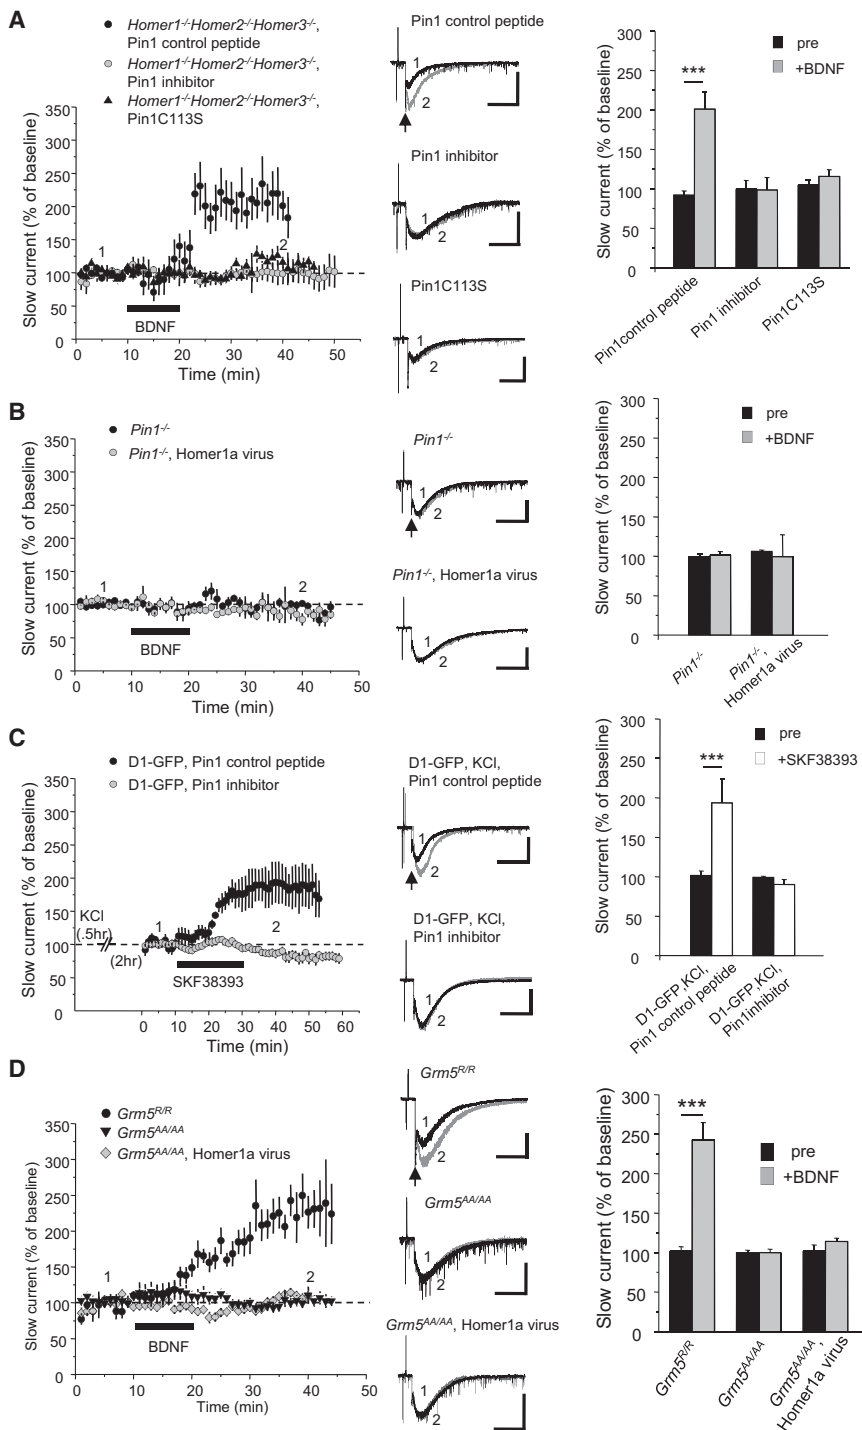 A
Homer1-/-Homer2-/-Homer3-/-,
Pin1 control peptide
Homer1-/-Homer2-/-Homer3-/-,
Pin1 inhibitor
Homer1-/-Homer2-/-Homer3-/-,
Pin1C113S
Slow current (% of baseline)
350
300
250
200
150
100
50
0
1
2
BDNF
0 10 20 30 40 50
Time (min)
Pin1 control peptide
1
2
Pin1 inhibitor
1
2
Pin1C113S
1
2
Slow current (% of baseline)
300
250
200
150
100
50
0
***
pre
+BDNF
Pin1control peptide
Pin1 inhibitor
Pin1C113S
B
Pin1-/-
Pin1-/-, Homer1a virus
Slow current (% of baseline)
350
300
250
200
150
100
50
0
1
2
BDNF
0 10 20 30 40 50
Time (min)
Pin1-/-
1
2
Pin1-/-, Homer1a virus
1
2
Slow current (% of baseline)
300
250
200
150
100
50
0
pre
+BDNF
Pin1-/-
Pin1-/-,
Homer1a virus
C
D1-GFP, Pin1 control peptide
D1-GFP, Pin1 inhibitor
Slow current (% of baseline)
350
300
250
200
150
100
50
0
KCl
(.5hr)
(2hr)
1
2
SKF38393
0 10 20 30 40 50 60
Time (min)
D1-GFP, KCl,
Pin1 control peptide
1
2
D1-GFP, KCl,
Pin1 inhibitor
1
2
Slow current (% of baseline)
300
250
200
150
100
50
0
***
pre
+SKF38393
D1-GFP,KCl,
Pin1 control peptide
D1-GFP,KCl,
Pin1inhibitor
D
Grm5R/R
Grm5AA/AA
Grm5AA/AA, Homer1a virus
Slow current (% of baseline)
350
300
250
200
150
100
50
0
1
2
BDNF
0 10 20 30 40 50
Time (min)
Grm5R/R
1
2
Grm5AA/AA
1
2
Grm5AA/AA, Homer1a virus
1
2
Slow current (% of baseline)
300
250
200
150
100
50
0
***
pre
+BDNF
Grm5R/R
Grm5AA/AA
Grm5AA/AA,
Homer1a virus